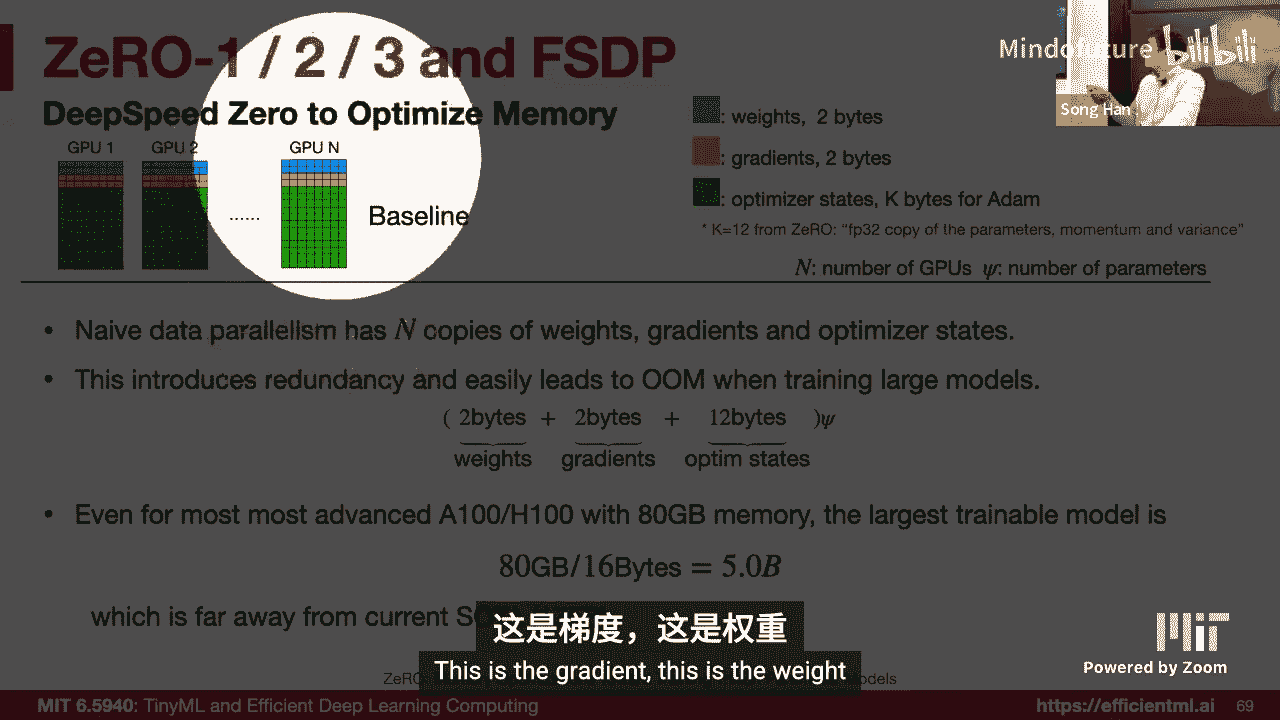 ZeRO-1 / 2 / 3 and FSDP
DeepSpeed Zero to Optimize Memory
GPU 1
GPU 2
GPU N
......
Baseline
: weights, 2 bytes
: gradients, 2 bytes
: optimizer states, K bytes for Adam
* K=12 from ZeRO: “fp32 copy of the parameters, momentum and variance”
N: number of GPUs ψ: number of parameters
bilibili
Song Han
• Naive data parallelism has N copies of weights, gradients and optimizer states.
• This introduces redundancy and easily leads to OOM when training large models.
( 2bytes + 2bytes + 12bytes )ψ
weights gradients optim states
• Even for most most advanced A100/H100 with 80GB memory, the largest trainable model is
80GB/16Bytes = 5.0B
which is far away from current
这是梯度，这是权重
This is the gradient, this is the weight
MIT
Powered by Zoom
MIT 6.5940: TinyML and Efficient Deep Learning Computing
https://efficientml.ai
69